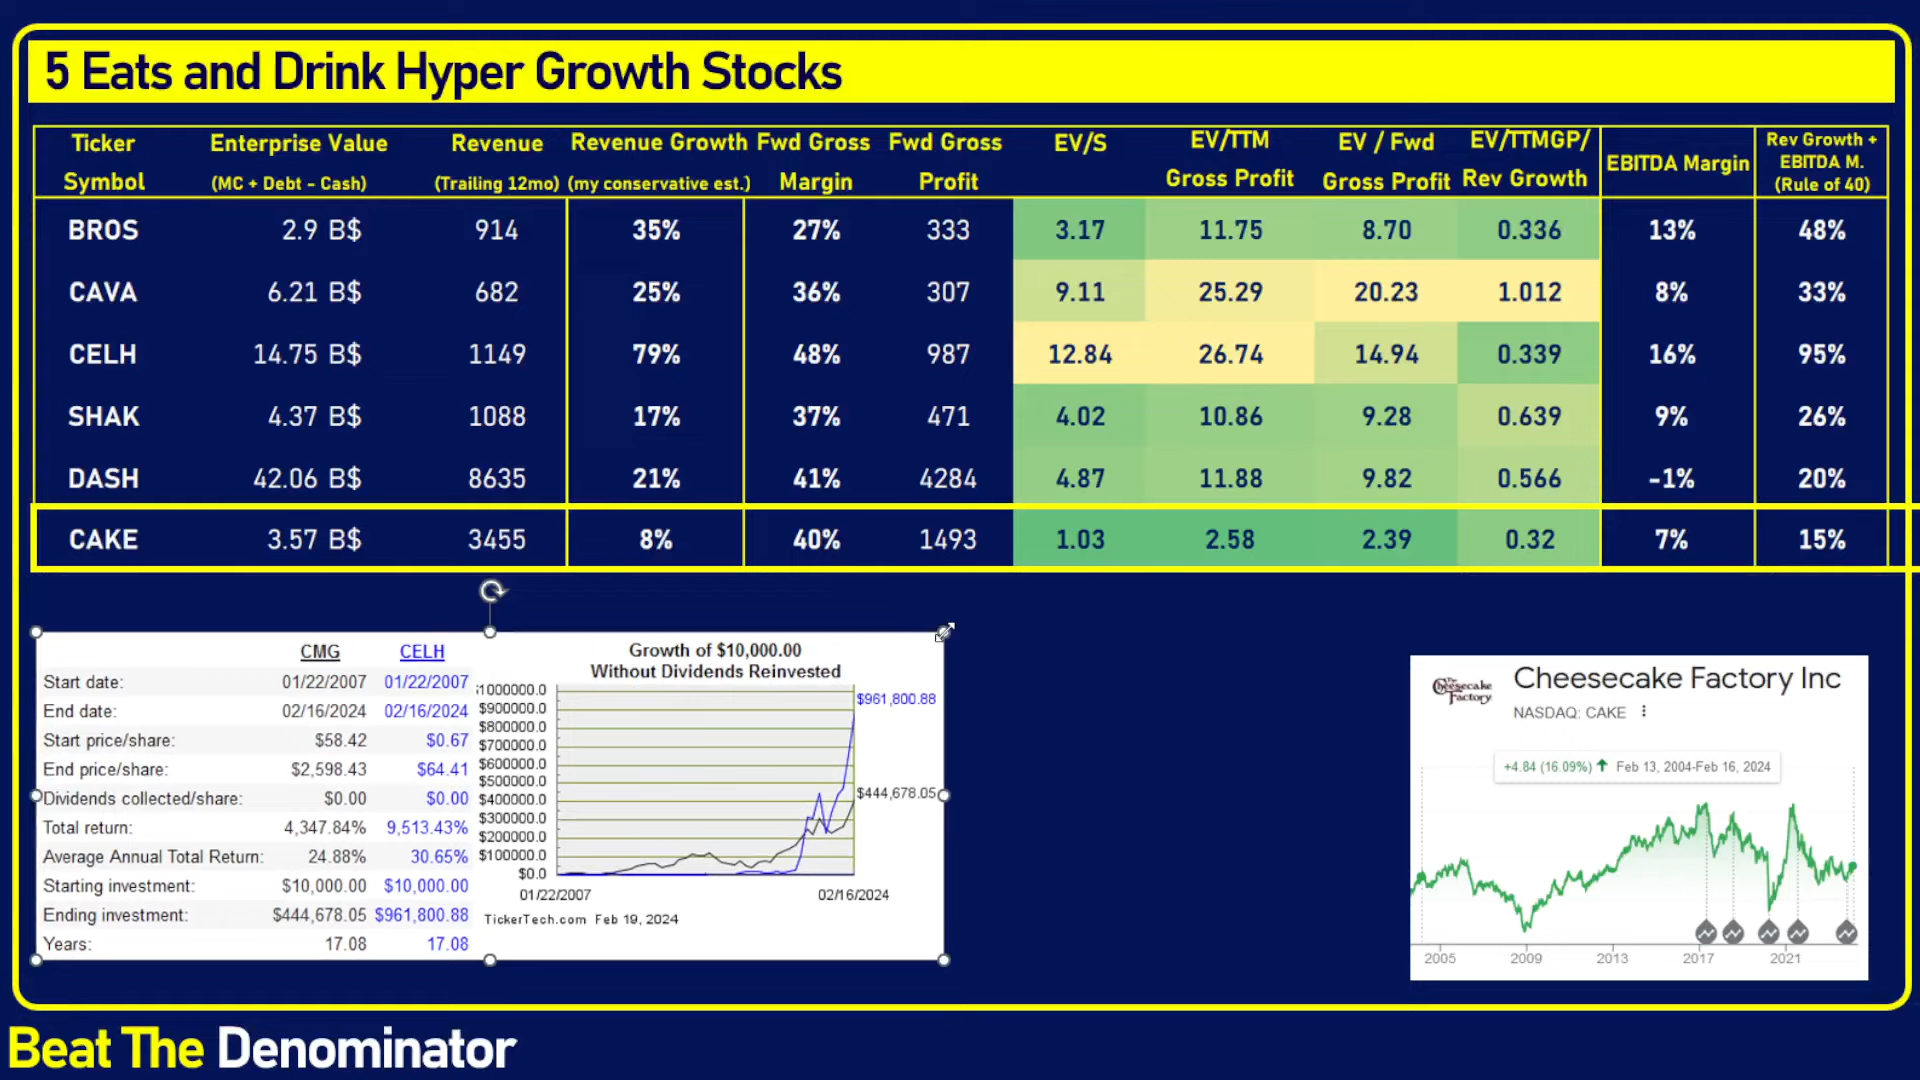 5 Eats and Drink Hyper Growth Stocks
Ticker Symbol Enterprise Value (MC + Debt - Cash) Revenue (Trailing 12mo) Revenue Growth (my conservative est.) Fwd Gross Margin Fwd Gross Profit EV/S EV/TTM Gross Profit EV / Fwd Gross Profit EV/TTMGP/ Rev Growth EBITDA Margin Rev Growth + EBITDA M. (Rule of 40)
BROS 2.9 B$ 914 35% 27% 333 3.17 11.75 8.70 0.336 13% 48%
CAVA 6.21 B$ 682 25% 36% 307 9.11 25.29 20.23 1.012 8% 33%
CELH 14.75 B$ 1149 79% 48% 987 12.84 26.74 14.94 0.339 16% 95%
SHAK 4.37 B$ 1088 17% 37% 471 4.02 10.86 9.28 0.639 9% 26%
DASH 42.06 B$ 8635 21% 41% 4284 4.87 11.88 9.82 0.566 -1% 20%
CAKE 3.57 B$ 3455 8% 40% 1493 1.03 2.58 2.39 0.32 7% 15%
CMG CELH
Start date: 01/22/2007 01/22/2007
End date: 02/16/2024 02/16/2024
Start price/share: $58.42 $0.67
End price/share: $2,598.43 $64.41
Dividends collected/share: $0.00 $0.00
Total return: 4,347.84% 9,513.43%
Average Annual Total Return: 24.88% 30.65%
Starting investment: $10,000.00 $10,000.00
Ending investment: $444,678.05 $961,800.88
Years: 17.08 17.08
Growth of $10,000.00
Without Dividends Reinvested
1000000.0
$900000.0
$800000.0
$700000.0
$600000.0
$500000.0
$400000.0
$300000.0
$200000.0
$100000.0
$0.0
$961,800.88
$444,678.05
01/22/2007 02/16/2024
TickerTech.com Feb 19, 2024
The Cheesecake Factory
Cheesecake Factory Inc
NASDAQ: CAKE
+4.84 (16.09%) Feb 13, 2004-Feb 16, 2024
2005 2009 2013 2017 2021
Beat The Denominator